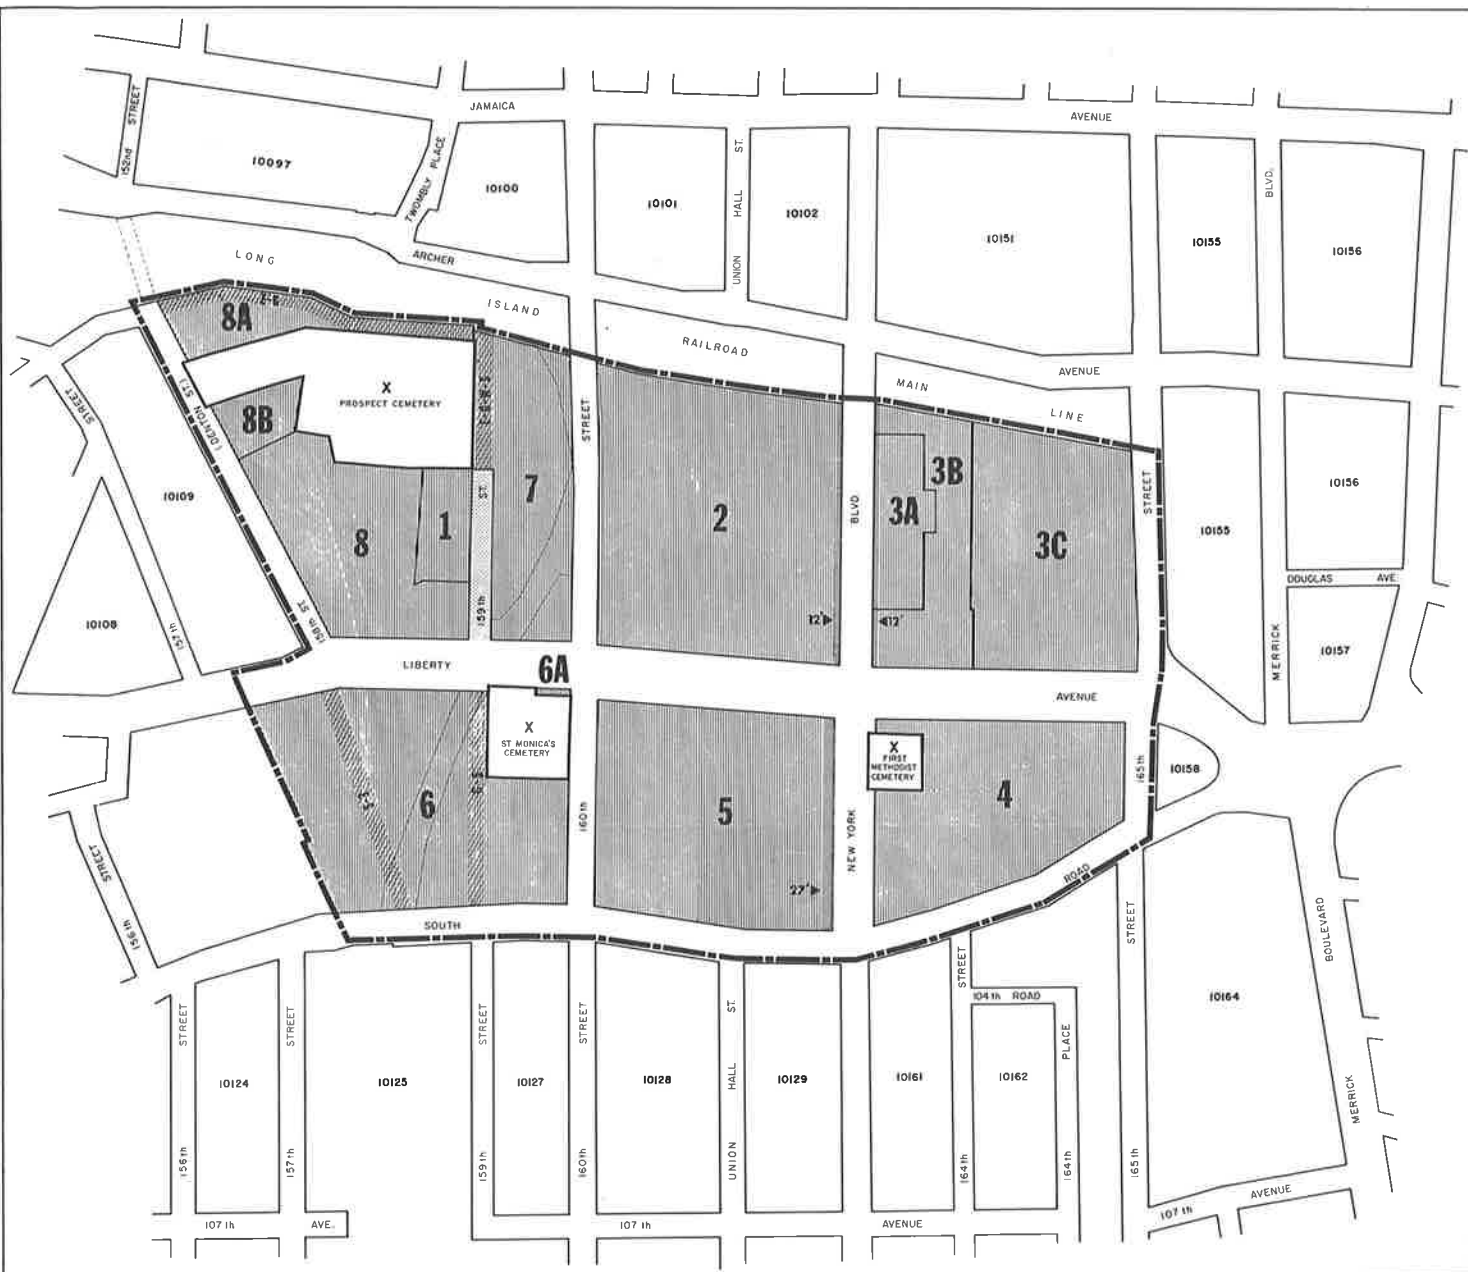 JAMAICA
AVENUE
STREET
152nd
10097
TWOMBLY PLACE
10100
10101
UNION HALL ST.
10102
10151
10155
BLVD.
10156
ARCHER
LONG
ISLAND
RAILROAD
MAIN
LINE
AVENUE
E-S
8A
X
PROSPECT CEMETERY
(DENTON ST.)
8B
STREET
10109
STREET
7
2
BLVD.
3A
3B
3C
STREET
10155
10156
DOUGLAS AVE
8
1
ST.
159th
12'
12'
10108
157th
158th ST
MERRICK
10157
LIBERTY
6A
AVENUE
X
ST MONICA'S
CEMETERY
X
FIRST
METHODIST
CEMETERY
165th
10158
E-S
6
160th
5
4
NEW YORK
27'
STREET
156th
SOUTH
ROAD
STREET
STREET
BOULEVARD
104th ROAD
10164
STREET
STREET
STREET
STREET
UNION HALL ST.
PLACE
10124
10125
10127
10128
10129
10161
10162
MERRICK
156th
157th
159th
160th
164th
164th
165th
107th
AVE.
107th
AVENUE
107th
AVENUE